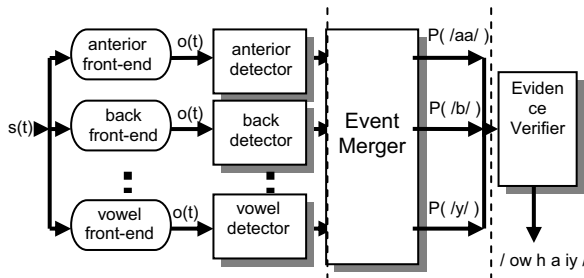 anterior
front-end
o(t)
anterior
detector
P( /aa/ )
s(t)
back
front-end
o(t)
back
detector
Event
Merger
P( /b/ )
Eviden
ce
Verifier
vowel
front-end
o(t)
vowel
detector
P( /y/ )
/ ow h a iy /